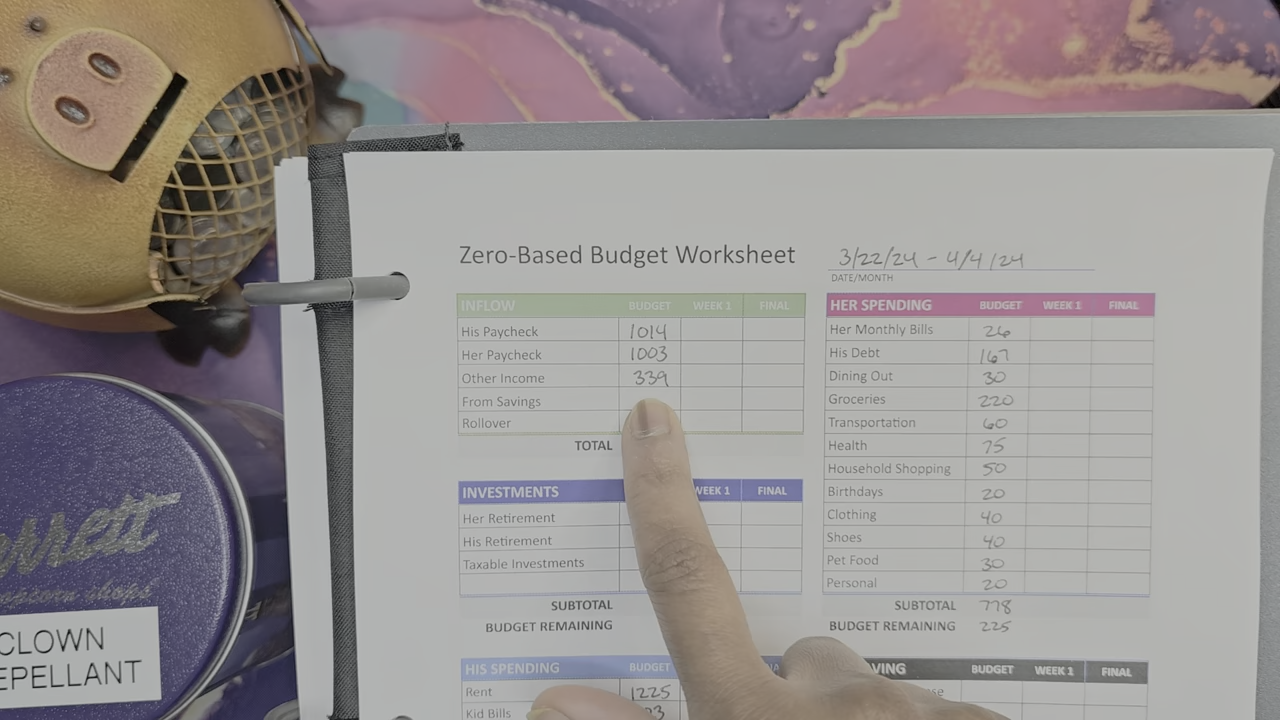 Zero-Based Budget Worksheet
3/22/24 - 4/4/24
DATE/MONTH
INFLOW BUDGET WEEK 1 FINAL
His Paycheck 1014
Her Paycheck 1003
Other Income 339
From Savings
Rollover
TOTAL
INVESTMENTS WEEK 1 FINAL
Her Retirement
His Retirement
Taxable Investments
SUBTOTAL
BUDGET REMAINING
HIS SPENDING BUDGET
Rent 1225
Kid Bills
HER SPENDING BUDGET WEEK 1 FINAL
Her Monthly Bills 26
His Debt 167
Dining Out 30
Groceries 220
Transportation 60
Health 75
Household Shopping 50
Birthdays 20
Clothing 40
Shoes 40
Pet Food 30
Personal 20
SUBTOTAL 778
BUDGET REMAINING 225
BUDGET WEEK 1 FINAL
CLOWN